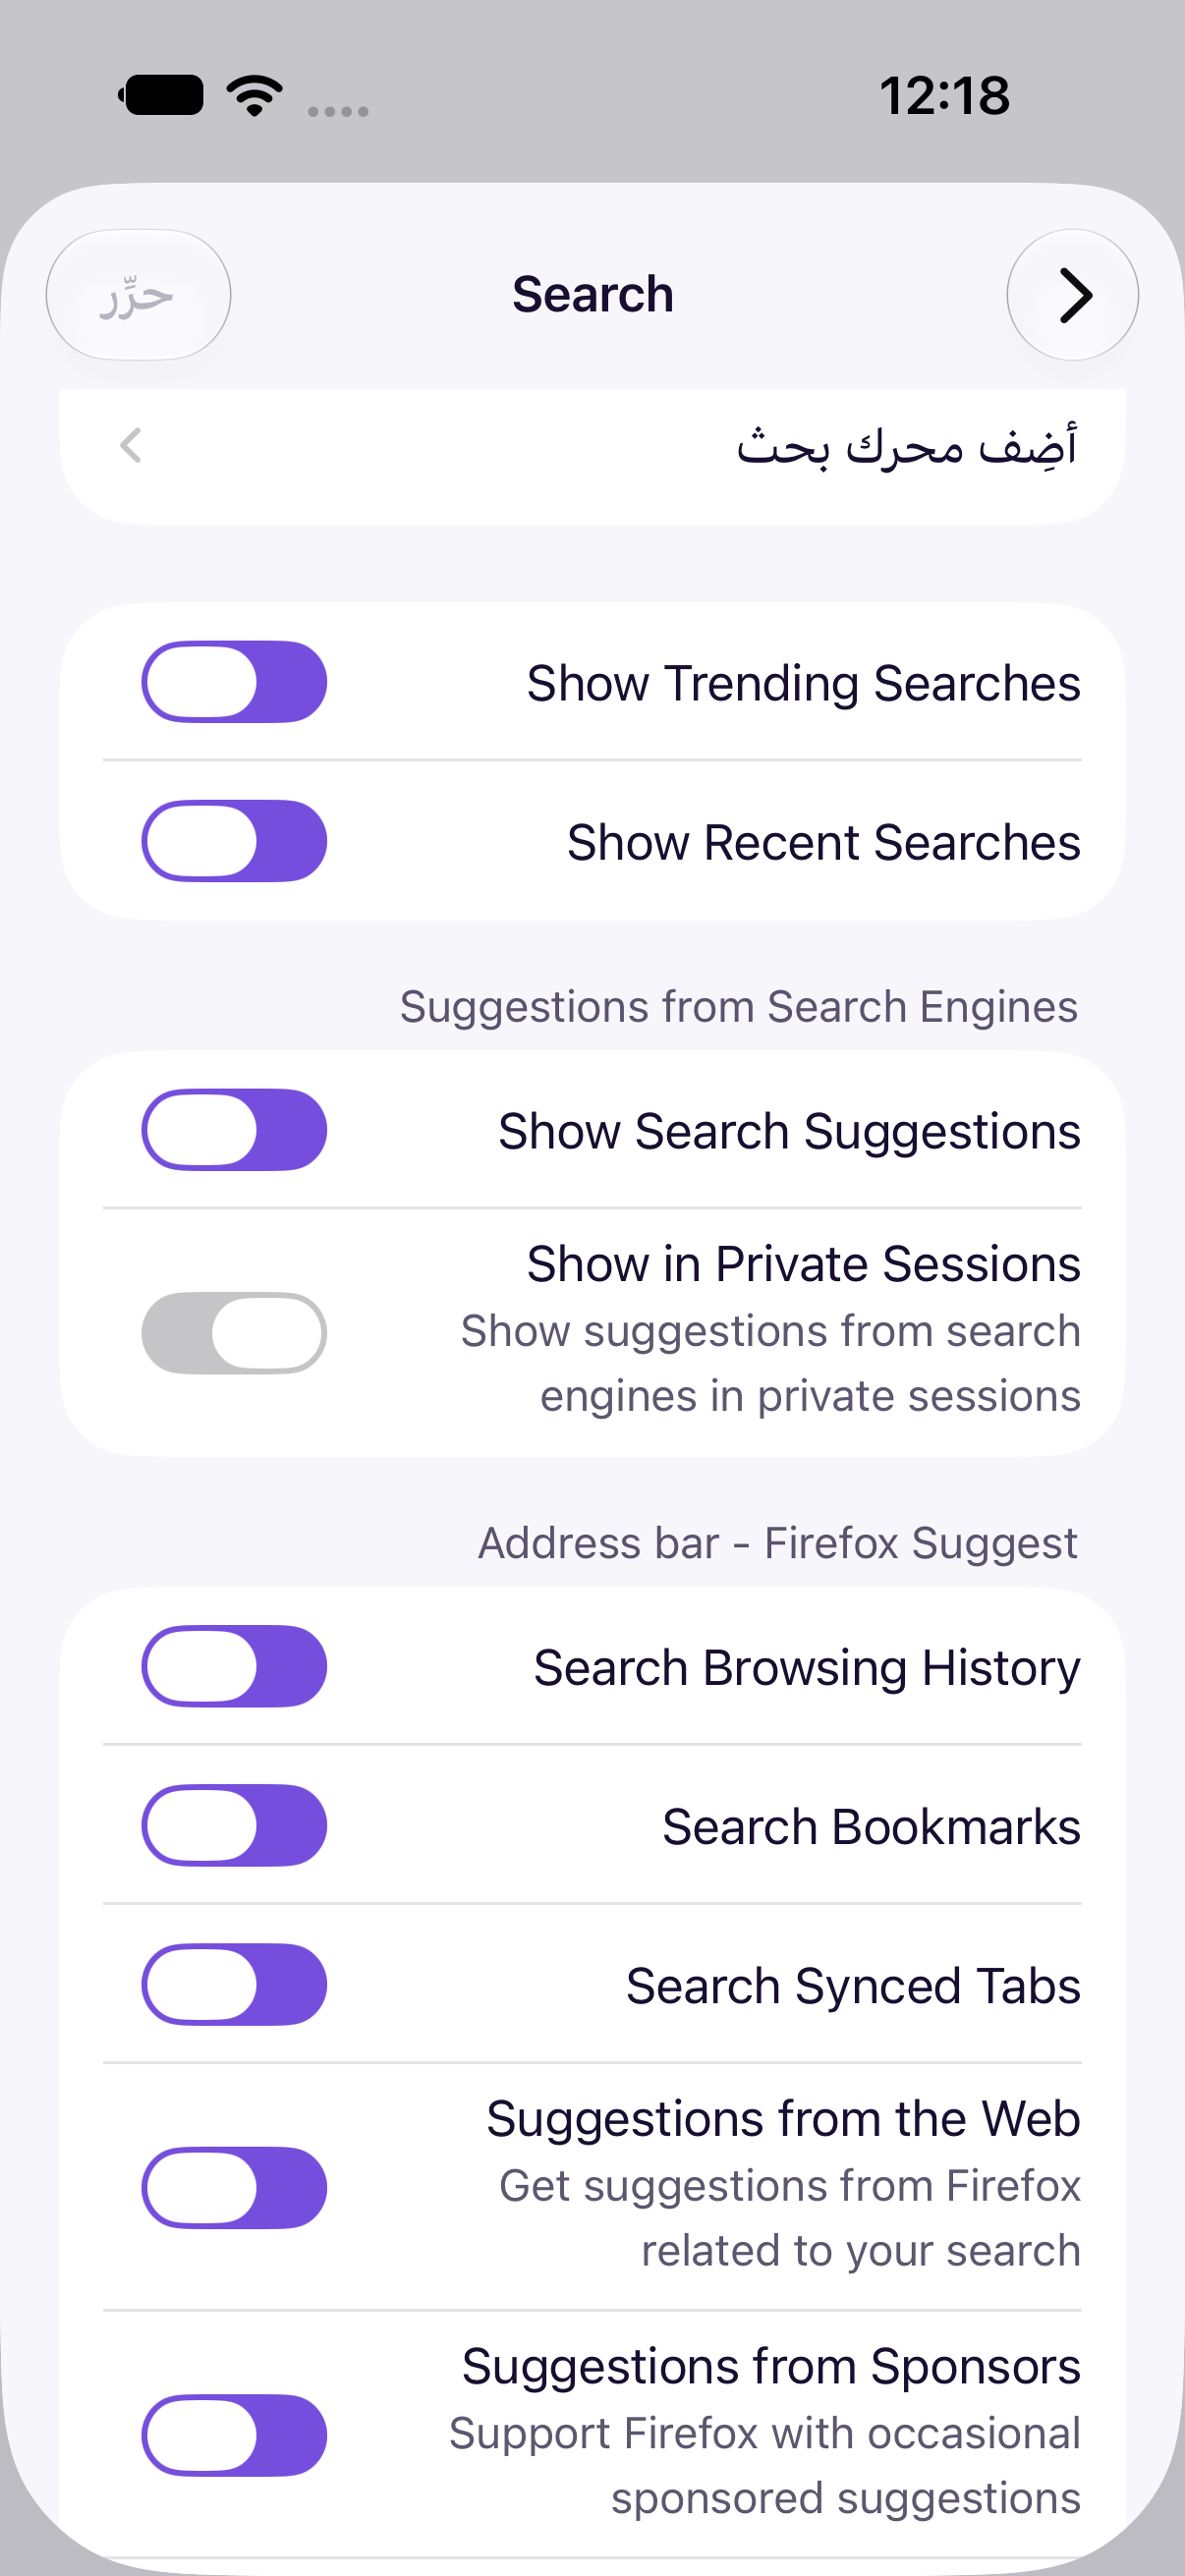 12:18
Search
حرِّر
أضِف محرك بحث
Show Trending Searches
Show Recent Searches
Suggestions from Search Engines
Show Search Suggestions
Show in Private Sessions
Show suggestions from search
engines in private sessions
Address bar - Firefox Suggest
Search Browsing History
Search Bookmarks
Search Synced Tabs
Suggestions from the Web
Get suggestions from Firefox
related to your search
Suggestions from Sponsors
Support Firefox with occasional
sponsored suggestions